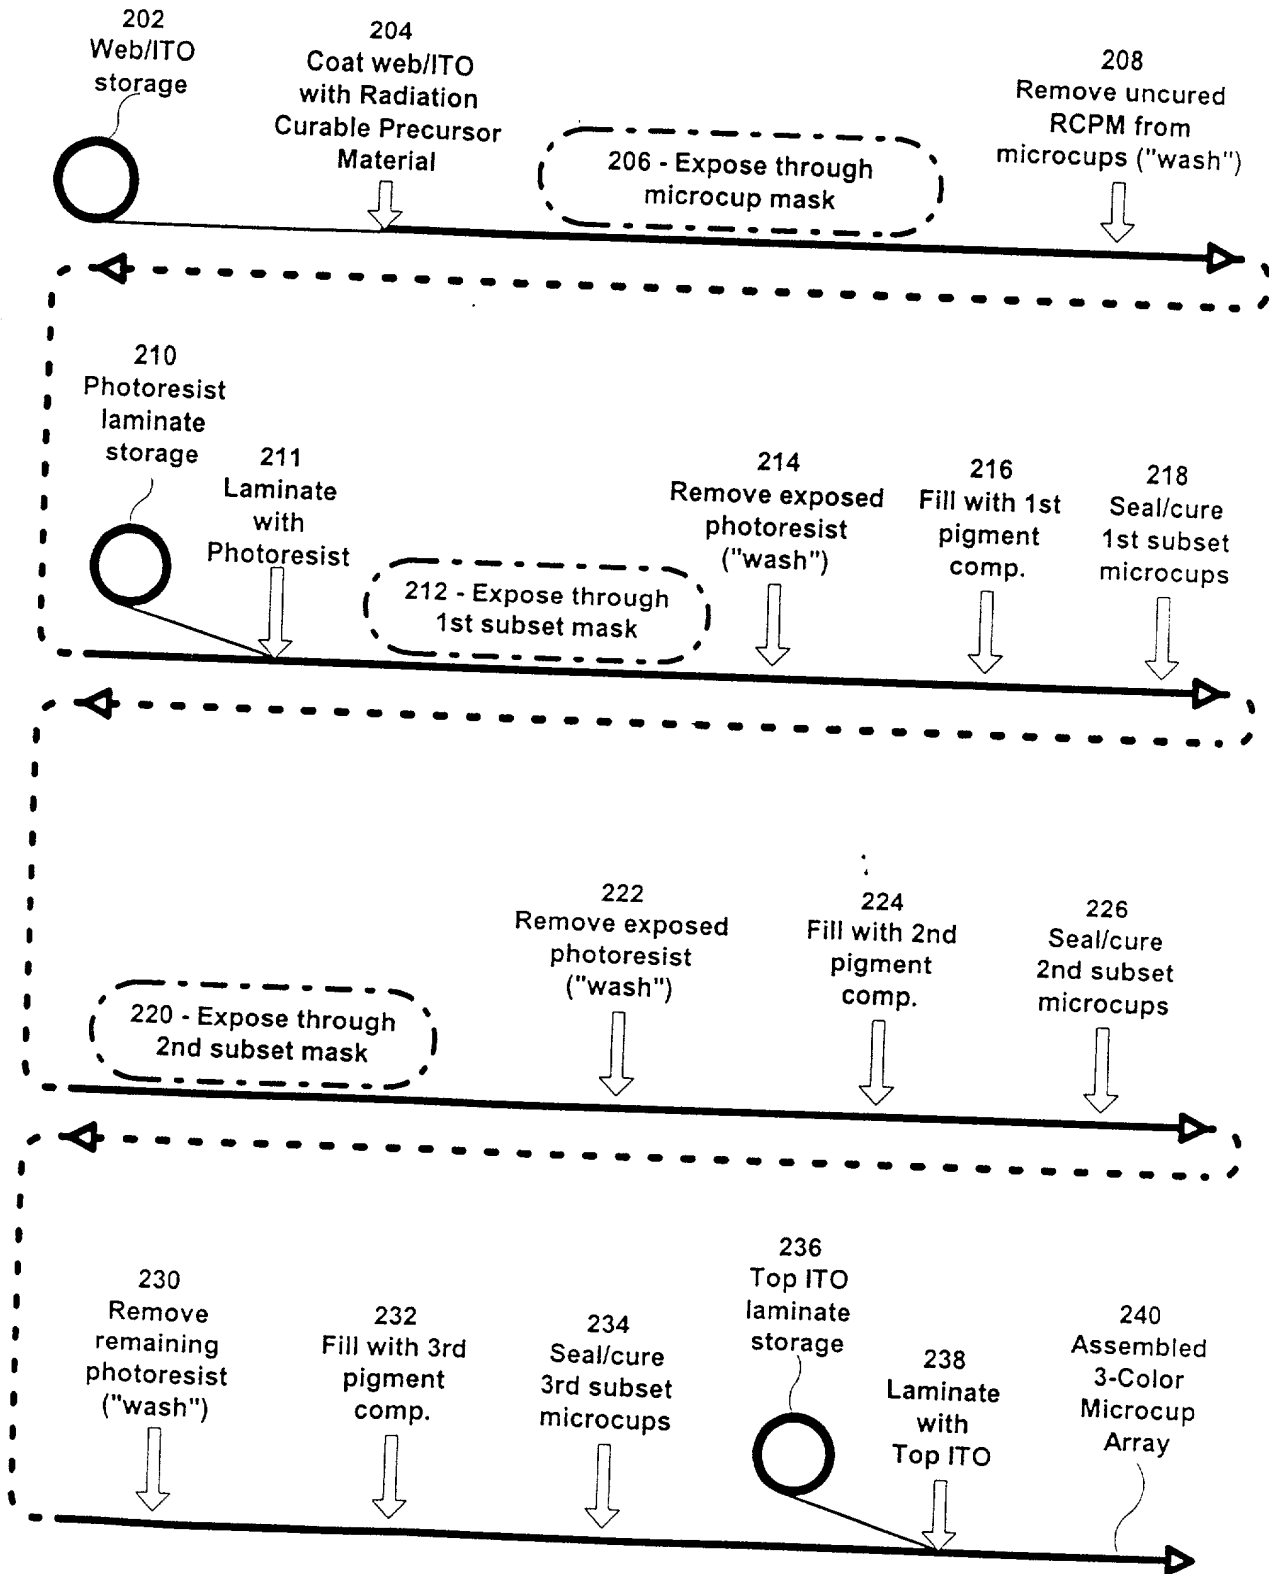 202
Web/ITO
storage
204
Coat web/ITO
with Radiation
Curable Precursor
Material
206 - Expose through
microcup mask
208
Remove uncured
RCPM from
microcups ("wash")
210
Photoresist
laminate
storage
211
Laminate
with
Photoresist
212 - Expose through
1st subset mask
214
Remove exposed
photoresist
("wash")
216
Fill with 1st
pigment
comp.
218
Seal/cure
1st subset
microcups
220 - Expose through
2nd subset mask
222
Remove exposed
photoresist
("wash")
224
Fill with 2nd
pigment
comp.
226
Seal/cure
2nd subset
microcups
230
Remove
remaining
photoresist
("wash")
232
Fill with 3rd
pigment
comp.
234
Seal/cure
3rd subset
microcups
236
Top ITO
laminate
storage
238
Laminate
with
Top ITO
240
Assembled
3-Color
Microcup
Array